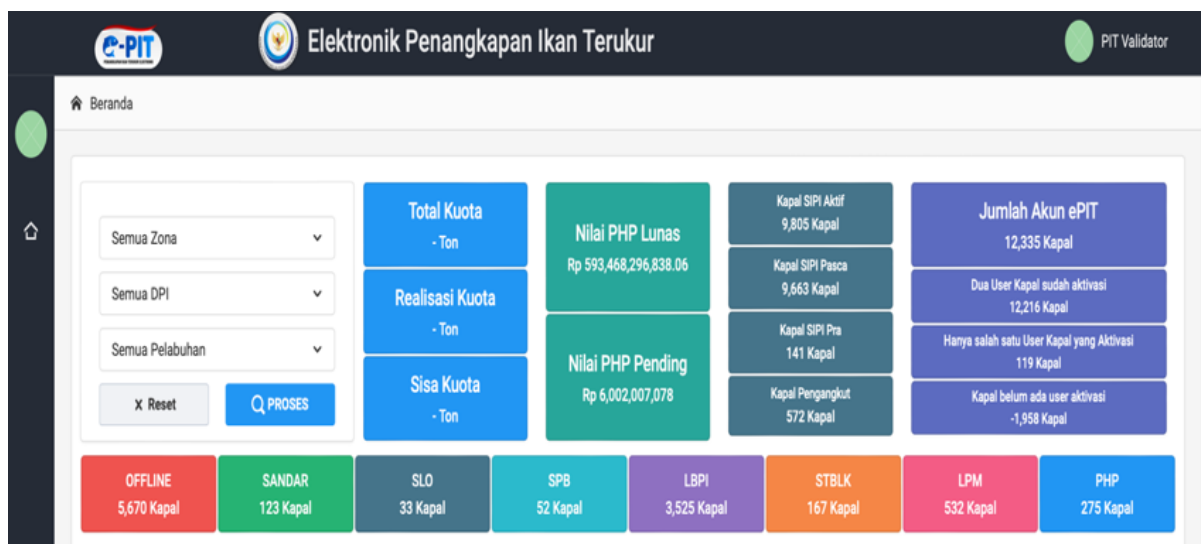 e-PIT
Elektronik Penangkapan Ikan Terukur
PIT Validator
Beranda
Semua Zona
Semua DPI
Semua Pelabuhan
X Reset
PROSES
Total Kuota
- Ton
Realisasi Kuota
- Ton
Sisa Kuota
- Ton
Nilai PHP Lunas
Rp 593,468,296,838.06
Nilai PHP Pending
Rp 6,002,007,078
Kapal SIPI Aktif
9,805 Kapal
Kapal SIPI Pasca
9,663 Kapal
Kapal SIPI Pra
141 Kapal
Kapal Pengangkut
572 Kapal
Jumlah Akun ePIT
12,335 Kapal
Dua User Kapal sudah aktivasi
12,216 Kapal
Hanya salah satu User Kapal yang Aktivasi
119 Kapal
Kapal belum ada user aktivasi
-1,958 Kapal
OFFLINE
5,670 Kapal
SANDAR
123 Kapal
SLO
33 Kapal
SPB
52 Kapal
LBPI
3,525 Kapal
STBLK
167 Kapal
LPM
532 Kapal
PHP
275 Kapal